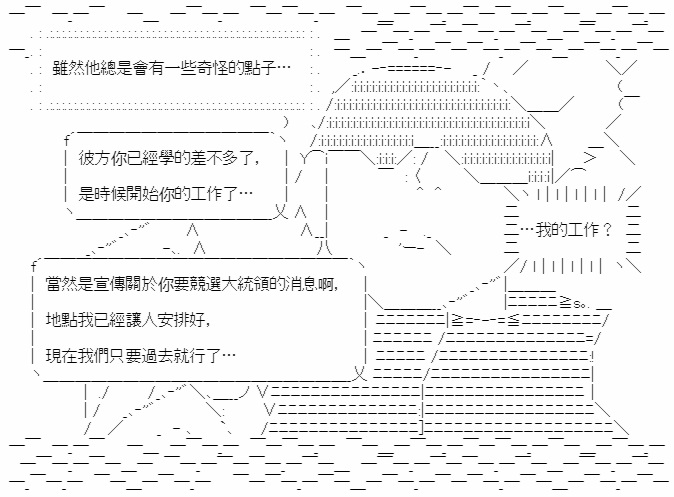 雖然他總是會有一些奇怪的點子…
彼方你已經學的差不多了，
是時候開始你的工作了…
…我的工作？
當然是宣傳關於你要競選大統領的消息啊，
地點我已經讓人安排好，
現在我們只要過去就行了…